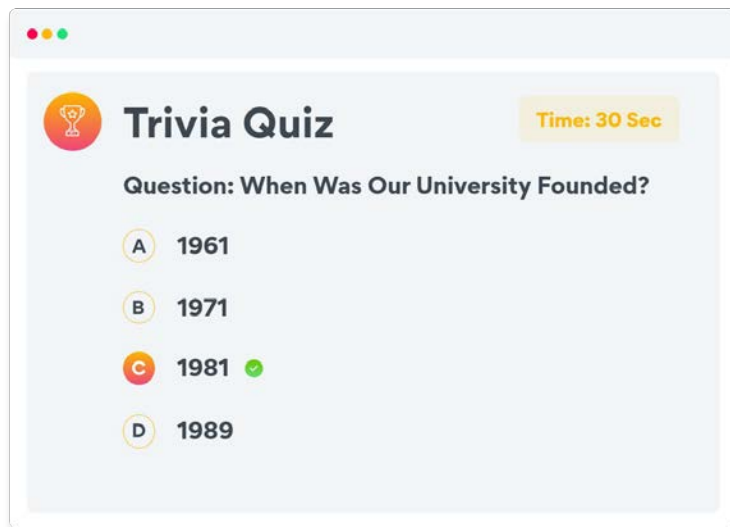 Trivia Quiz
Time: 30 Sec
Question: When Was Our University Founded?
A 1961
B 1971
C 1981
D 1989